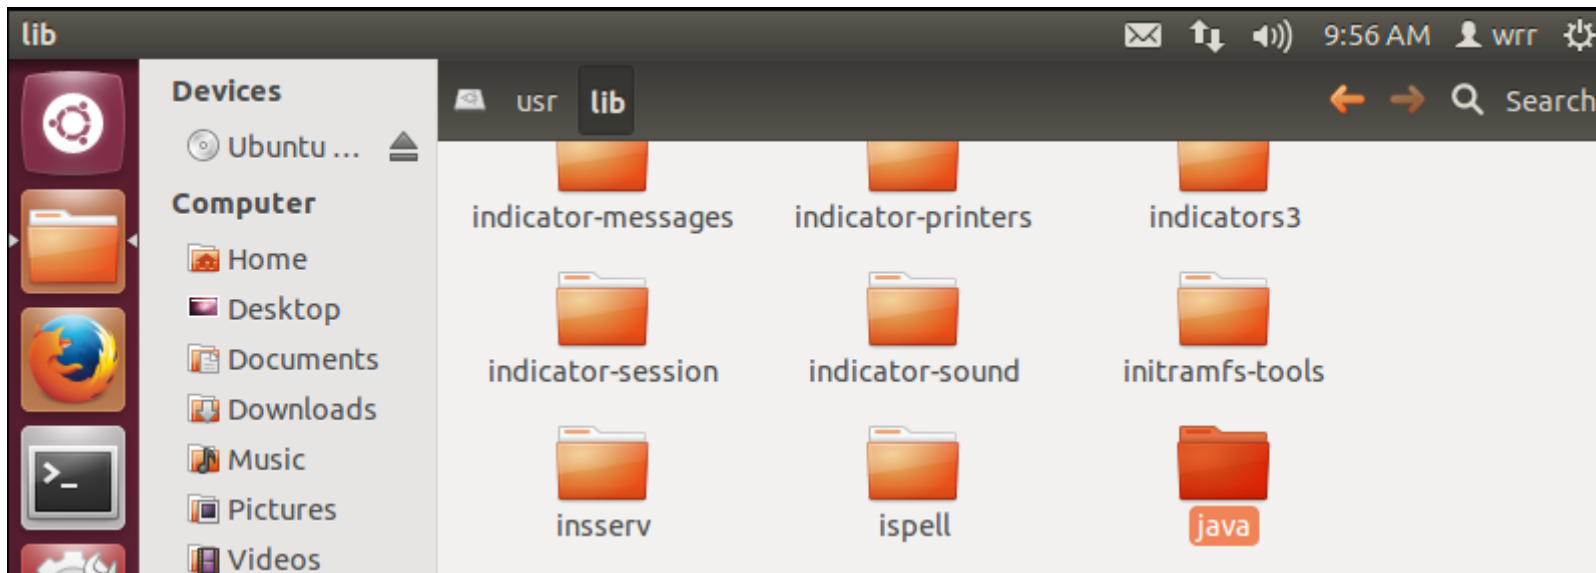 lib
9:56 AM wrr
Devices
Ubuntu ...
Computer
Home
Desktop
Documents
Downloads
Music
Pictures
Videos
usr lib
Search
indicator-messages indicator-printers indicators3
indicator-session indicator-sound initramfs-tools
insserv ispell java